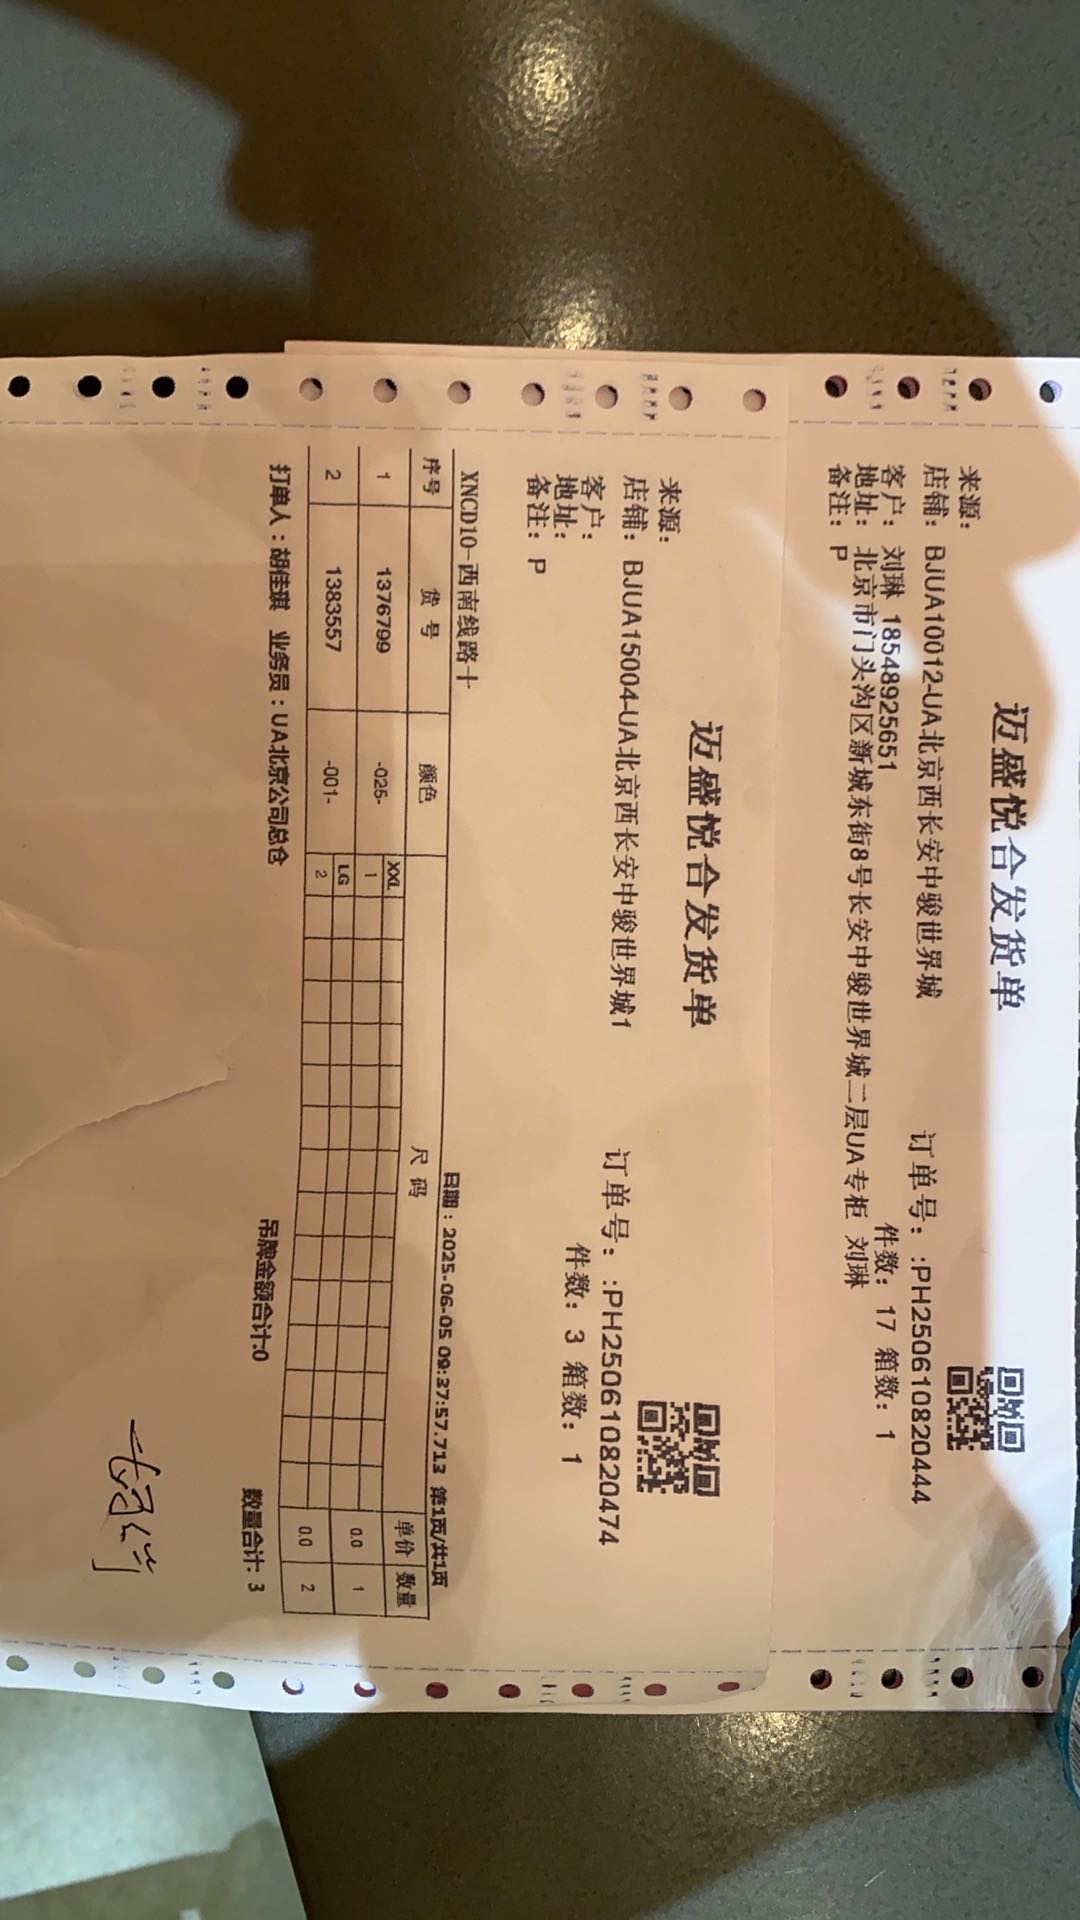 迈盛悦合发货单
来源：
店铺：BJUA10012-UA北京西长安中骏世界城 订单号：:PH250610820444
客户：刘琳 18548925651 件数：17 箱数：1
地址：北京市门头沟区新城东街8号长安中骏世界城二层UA专柜 刘琳
备注：P
迈盛悦合发货单
来源：
店铺：BJUA15004-UA北京西长安中骏世界城1 订单号：:PH250610820474
客户： 件数：3 箱数：1
地址：
备注：P
XNCD10-西南线路十 日期：2025-06-05 09:37:57.713 第1页/共1页
序号 货号 颜色 尺码 单价 数量
XXL
1 1376799 -025- 1 0.0 1
LG
2 1383557 -001- 2 0.0 2
打单人：胡佳琪 业务员：UA北京公司总仓 吊牌金额合计:0 数量合计: 3